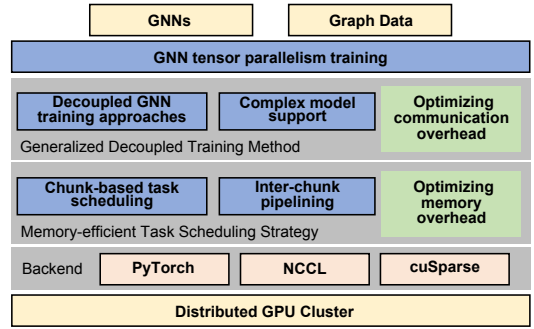 GNNs
Graph Data
GNN tensor parallelism training
Decoupled GNN
training approaches
Complex model
support
Optimizing
communication
overhead
Generalized Decoupled Training Method
Chunk-based task
scheduling
Inter-chunk
pipelining
Optimizing
memory
overhead
Memory-efficient Task Scheduling Strategy
Backend
PyTorch
NCCL
cuSparse
Distributed GPU Cluster